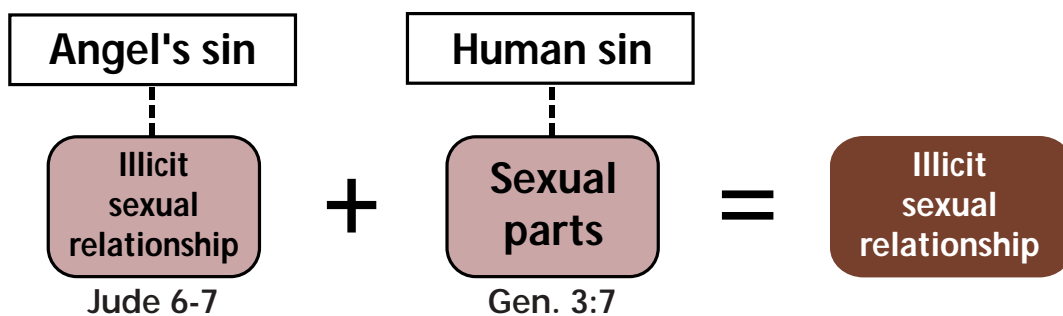 Angel's sin
Human sin
Illicit
sexual
relationship
+
Sexual
parts
=
Illicit
sexual
relationship
Jude 6-7
Gen. 3:7